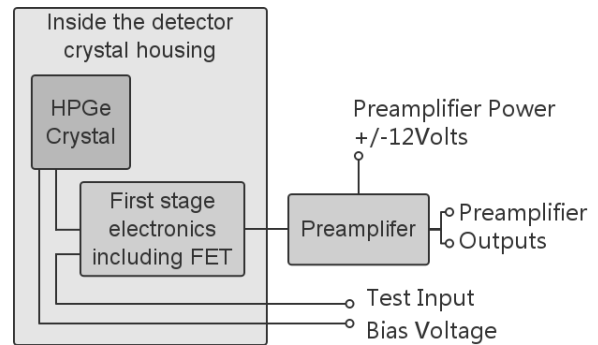 Inside the detector
crystal housing
HPGe
Crystal
Preamplifier Power
+/-12Volts
First stage
electronics
including FET
Preamplifer
Preamplifier
Outputs
Test Input
Bias Voltage